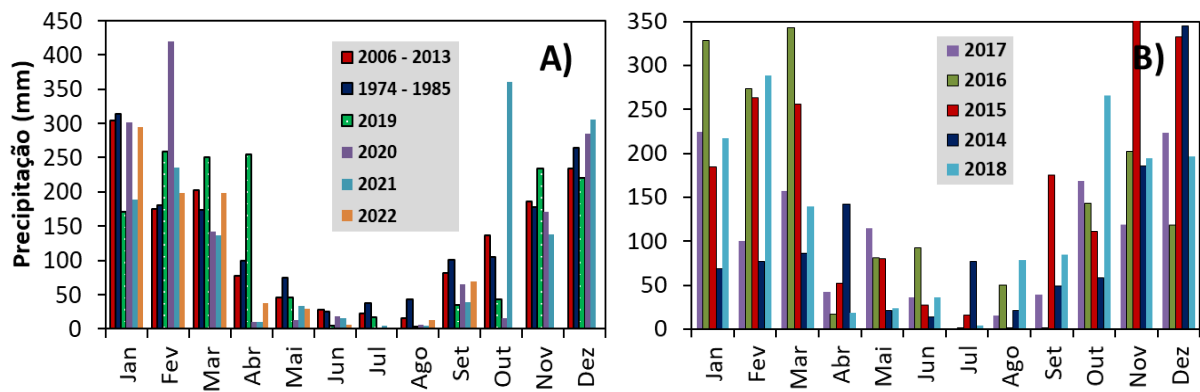 A)
Precipitação (mm)
450
400
350
300
250
200
150
100
50
0
2006 - 2013
1974 - 1985
2019
2020
2021
2022
Jan
Fev
Mar
Abr
Mai
Jun
Jul
Ago
Set
Out
Nov
Dez
B)
350
300
250
200
150
100
50
0
2017
2016
2015
2014
2018
Jan
Fev
Mar
Abr
Mai
Jun
Jul
Ago
Set
Out
Nov
Dez